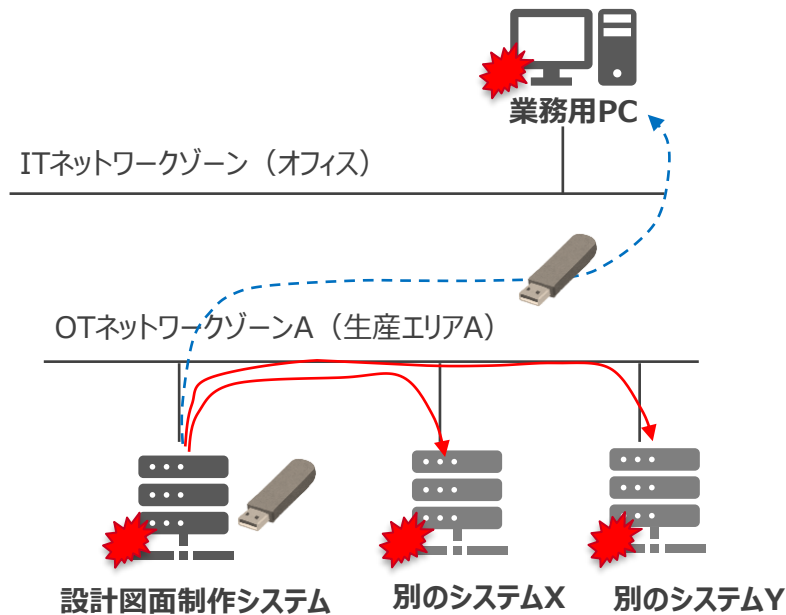 業務用PC
ITネットワークゾーン（オフィス）
OTネットワークゾーンA（生産エリアA）
設計図面制作システム
別のシステムX
別のシステムY